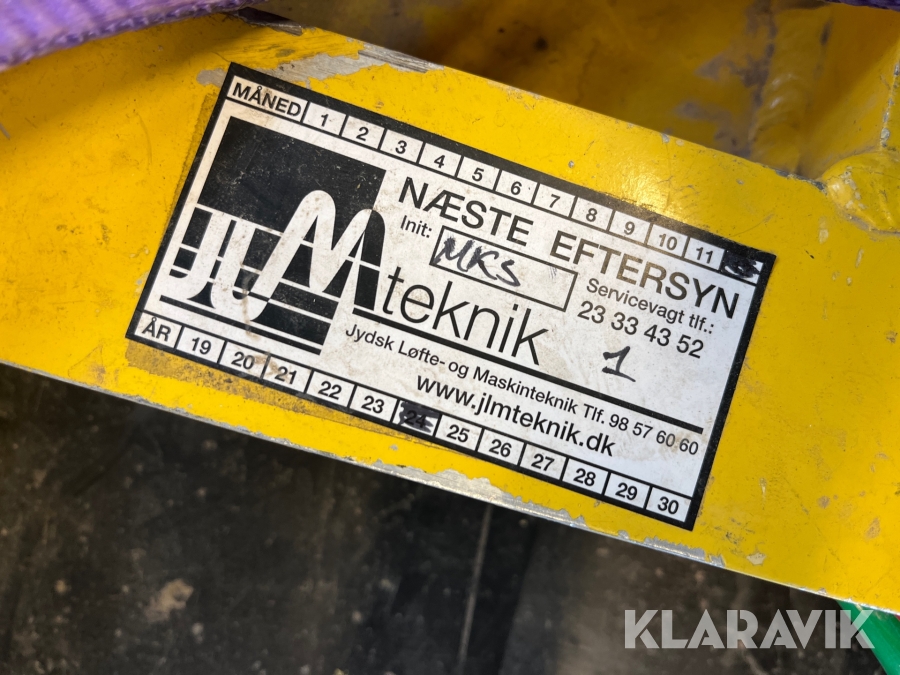 MÅNED 1 2 3 4 5 6 7 8 9 10 11
NÆSTE EFTERSYN
Init: MKS
Servicevagt tlf.:
23 33 43 52
JLM teknik
1
Jydsk Løfte- og Maskinteknik Tlf. 98 57 60 60
www.jlmteknik.dk
ÅR 19 20 21 22 23 24 25 26 27 28 29 30
KLARAVIK